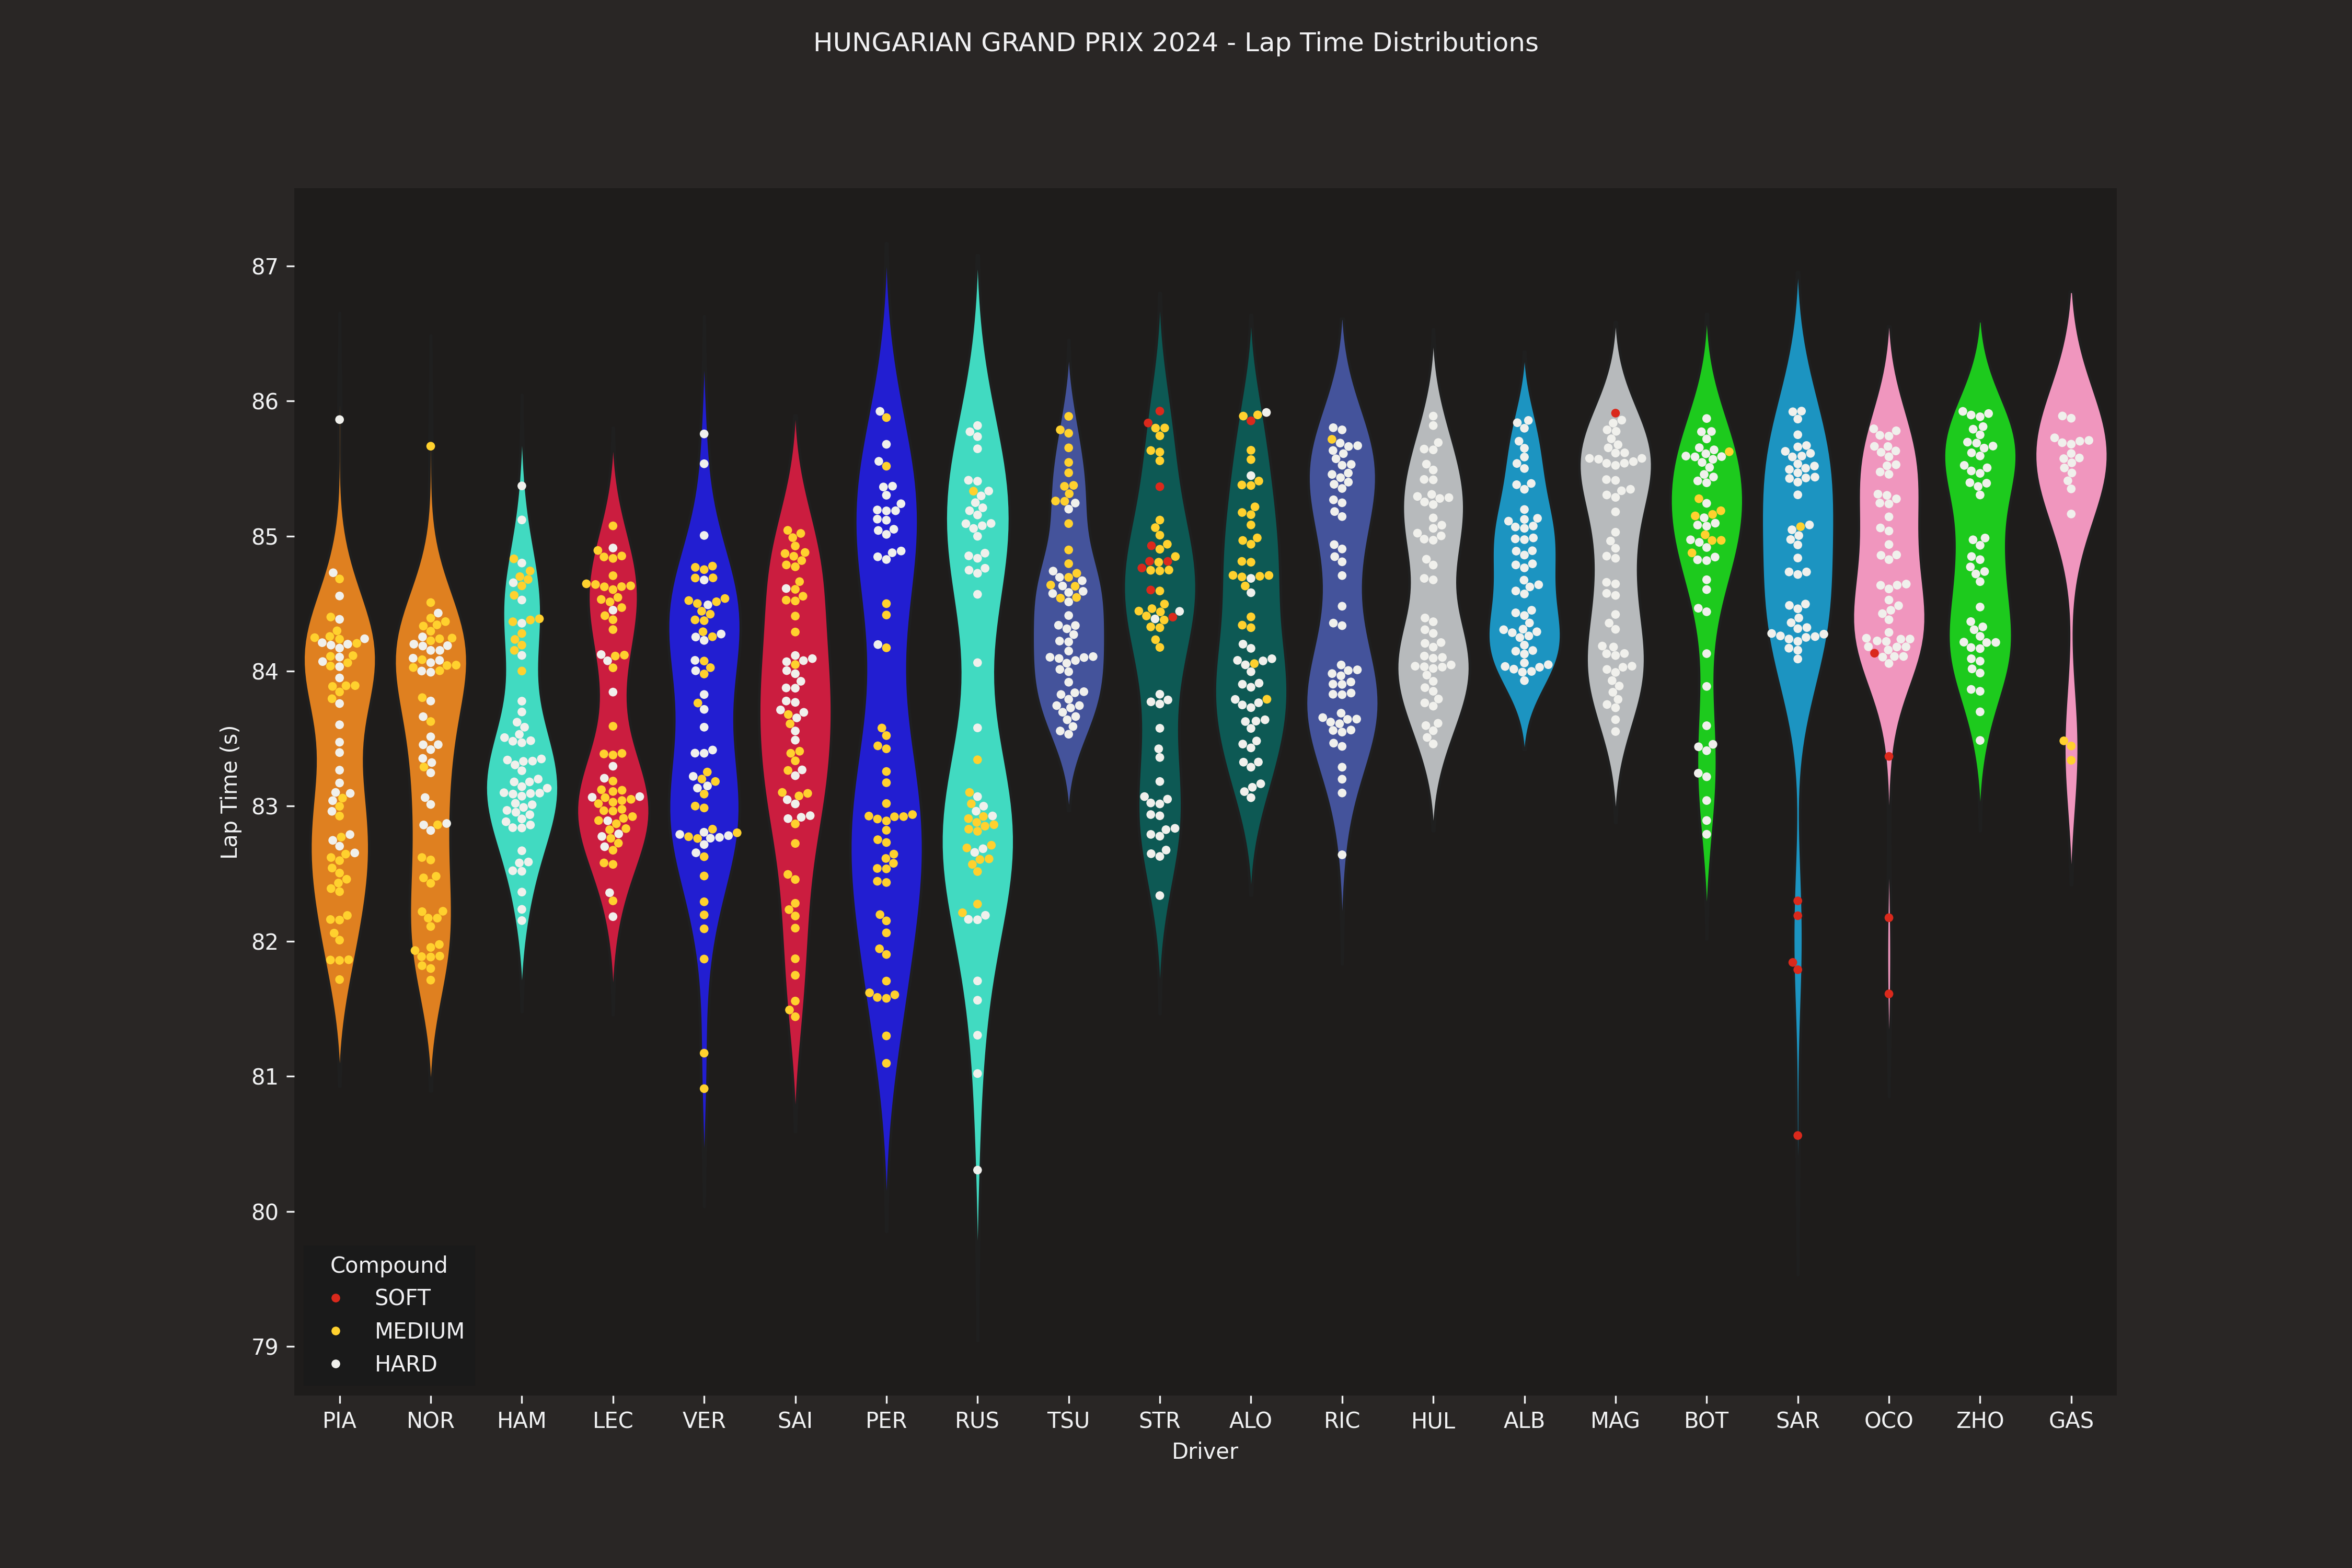 HUNGARIAN GRAND PRIX 2024 - Lap Time Distributions
87
86
85
84
83
82
81
80
79
Lap Time (s)
Compound
SOFT
MEDIUM
HARD
PIA NOR HAM LEC VER SAI PER RUS TSU STR ALO RIC HUL ALB MAG BOT SAR OCO ZHO GAS
Driver